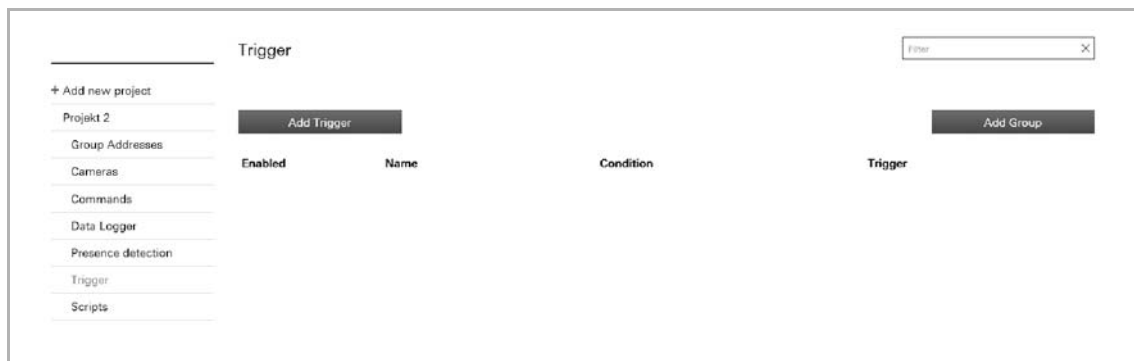 Trigger
Filter
+ Add new project
Projekt 2
Group Addresses
Cameras
Commands
Data Logger
Presence detection
Trigger
Scripts
Add Trigger
Add Group
Enabled Name Condition Trigger